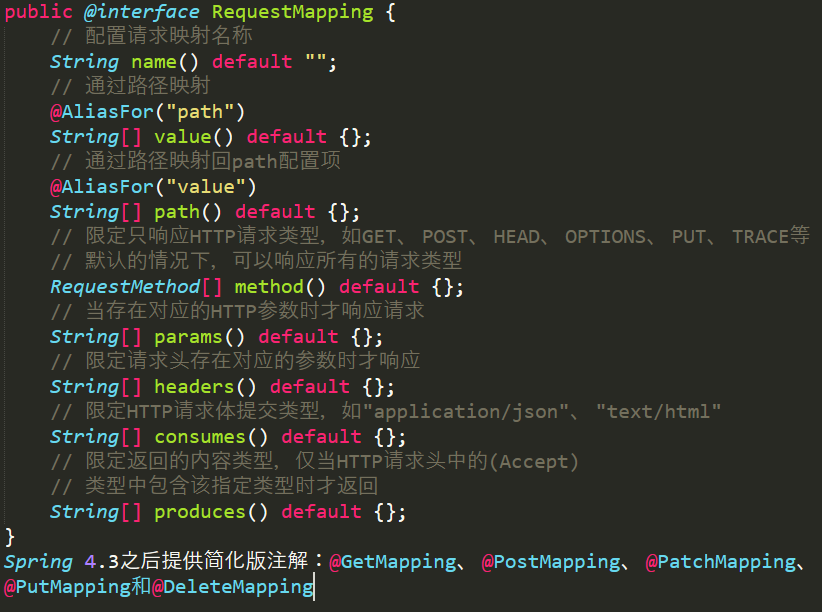 public @interface RequestMapping {
// 配置请求映射名称
String name() default "";
// 通过路径映射
@AliasFor("path")
String[] value() default {};
// 通过路径映射回path配置项
@AliasFor("value")
String[] path() default {};
// 限定只响应HTTP请求类型，如GET、POST、HEAD、OPTIONS、PUT、TRACE等
// 默认的情况下，可以响应所有的请求类型
RequestMethod[] method() default {};
// 当存在对应的HTTP参数时才响应请求
String[] params() default {};
// 限定请求头存在对应的参数时才响应
String[] headers() default {};
// 限定HTTP请求体提交类型，如"application/json"、"text/html"
String[] consumes() default {};
// 限定返回的内容类型，仅当HTTP请求头中的(Accept)
// 类型中包含该指定类型时才返回
String[] produces() default {};
}
Spring 4.3之后提供简化版注解：@GetMapping、@PostMapping、@PatchMapping、
@PutMapping和@DeleteMapping